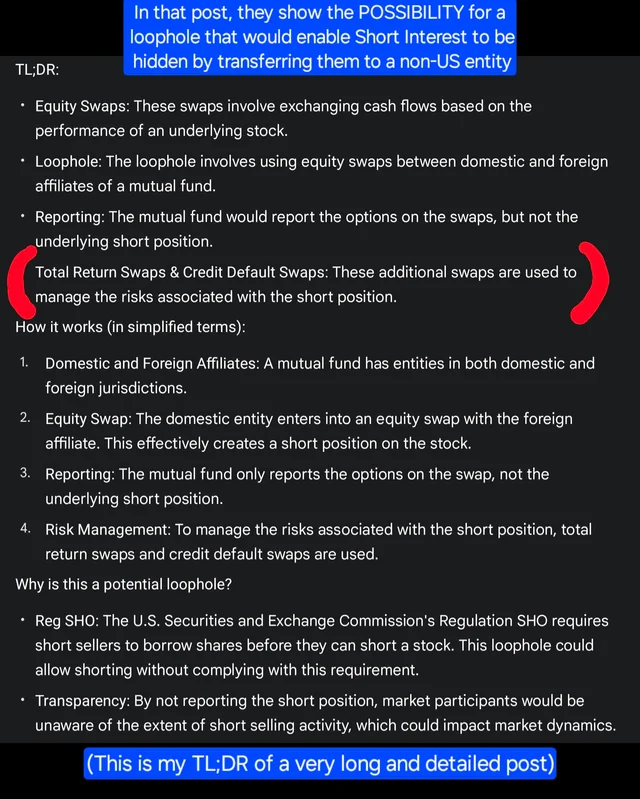 In that post, they show the POSSIBILITY for a
loophole that would enable Short Interest to be
hidden by transferring them to a non-US entity
TL;DR:
• Equity Swaps: These swaps involve exchanging cash flows based on the
performance of an underlying stock.
• Loophole: The loophole involves using equity swaps between domestic and foreign
affiliates of a mutual fund.
• Reporting: The mutual fund would report the options on the swaps, but not the
underlying short position.
Total Return Swaps & Credit Default Swaps: These additional swaps are used to
manage the risks associated with the short position.
How it works (in simplified terms):
1. Domestic and Foreign Affiliates: A mutual fund has entities in both domestic and
foreign jurisdictions.
2. Equity Swap: The domestic entity enters into an equity swap with the foreign
affiliate. This effectively creates a short position on the stock.
3. Reporting: The mutual fund only reports the options on the swap, not the
underlying short position.
4. Risk Management: To manage the risks associated with the short position, total
return swaps and credit default swaps are used.
Why is this a potential loophole?
• Reg SHO: The U.S. Securities and Exchange Commission's Regulation SHO requires
short sellers to borrow shares before they can short a stock. This loophole could
allow shorting without complying with this requirement.
• Transparency: By not reporting the short position, market participants would be
unaware of the extent of short selling activity, which could impact market dynamics.
(This is my TL;DR of a very long and detailed post)